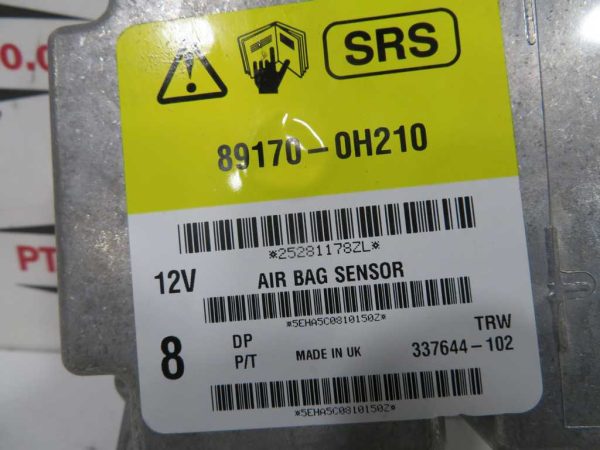 SRS
89170-0H210
*25281178ZL*
12V AIR BAG SENSOR
*5EHA5C0810150Z*
8 DP TRW
P/T MADE IN UK 337644-102
*5EHA5C0810150Z*